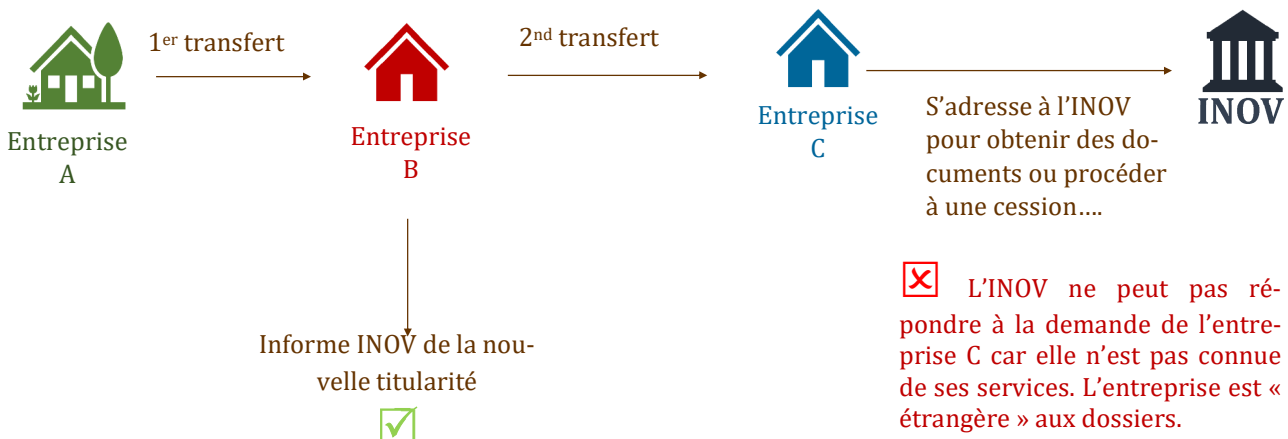 1er transfert
2nd transfert
Entreprise
A
Entreprise
B
Entreprise
C
S’adresse à l’INOV
pour obtenir des do-
cuments ou procéder
à une cession….
INOV
Informe INOV de la nou-
velle titularité
L’INOV ne peut pas ré-
pondre à la demande de l’entre-
prise C car elle n’est pas connue
de ses services. L’entreprise est «
étrangère » aux dossiers.